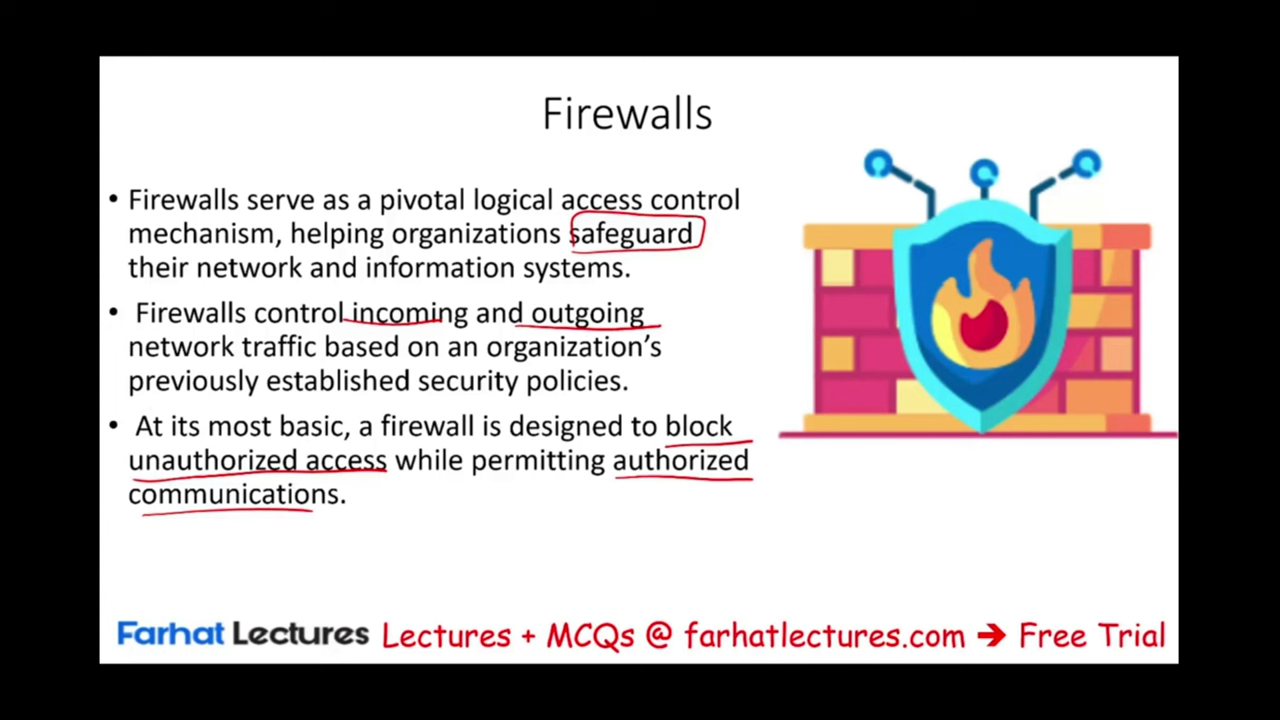 Firewalls
• Firewalls serve as a pivotal logical access control
mechanism, helping organizations safeguard
their network and information systems.
• Firewalls control incoming and outgoing
network traffic based on an organization’s
previously established security policies.
• At its most basic, a firewall is designed to block
unauthorized access while permitting authorized
communications.
Farhat Lectures Lectures + MCQs @ farhatlectures.com → Free Trial